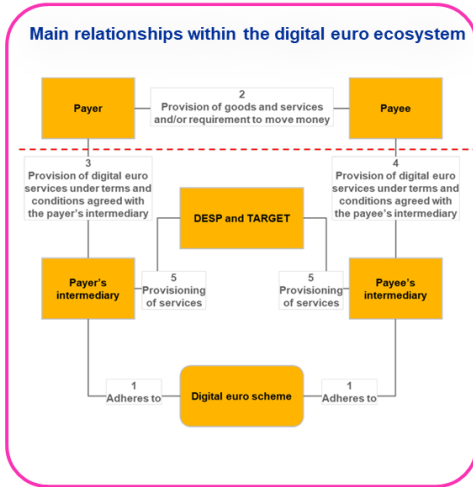 Main relationships within the digital euro ecosystem
Payer
2
Provision of goods and services
and/or requirement to move money
Payee
3
Provision of digital euro
services under terms and
conditions agreed with
the payer's intermediary
4
Provision of digital euro
services under terms and
conditions agreed with
the payee's intermediary
DESP and TARGET
Payer's
intermediary
5
Provisioning
of services
5
Provisioning
of services
Payee's
intermediary
1
Adheres to
Digital euro scheme
1
Adheres to